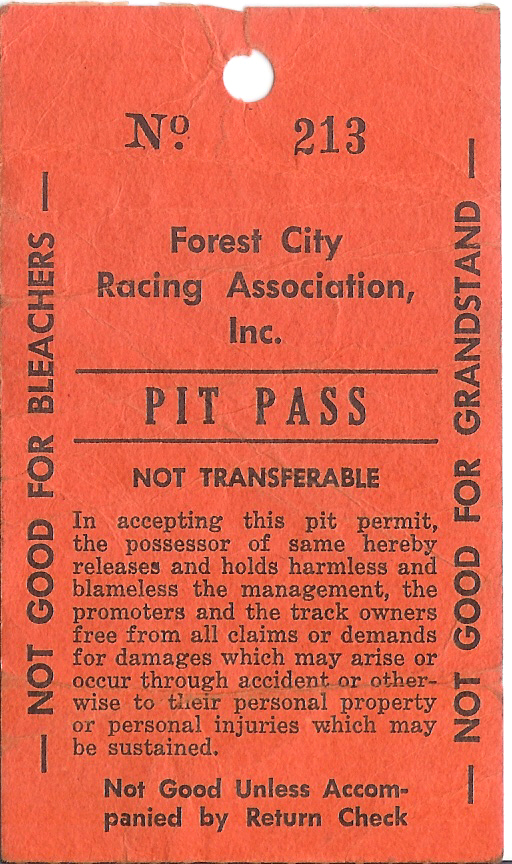 Nº 213
Forest City
Racing Association,
Inc.
PIT PASS
NOT TRANSFERABLE
In accepting this pit permit,
the possessor of same hereby
releases and holds harmless and
blameless the management, the
promoters and the track owners
free from all claims or demands
for damages which may arise or
occur through accident or other-
wise to their personal property
or personal injuries which may
be sustained.
Not Good Unless Accom-
panied by Return Check
— NOT GOOD FOR BLEACHERS —
— NOT GOOD FOR GRANDSTAND —